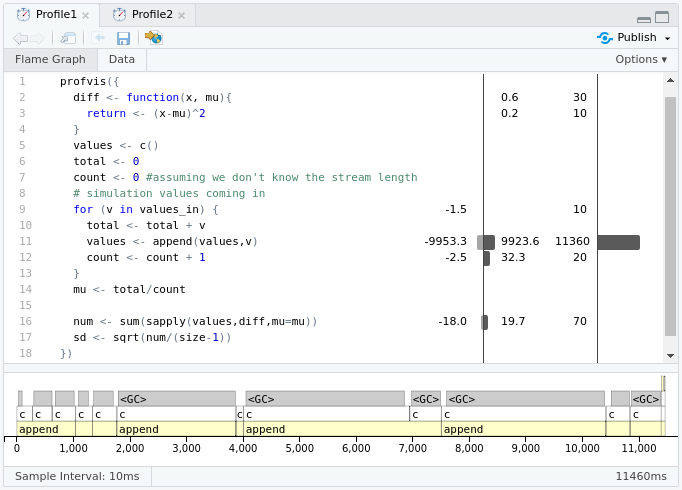 Profile1 Profile2
Publish
Flame Graph Data Options ▾
1 profvis({
2 diff <- function(x, mu){ 0.6 30
3 return <- (x-mu)^2 0.2 10
4 }
5 values <- c()
6 total <- 0
7 count <- 0 #assuming we don't know the stream length
8 # simulation values coming in
9 for (v in values_in) { -1.5 10
10 total <- total + v
11 values <- append(values,v) -9953.3 9923.6 11360
12 count <- count + 1 -2.5 32.3 20
13 }
14 mu <- total/count
15
16 num <- sum(sapply(values,diff,mu=mu)) -18.0 19.7 70
17 sd <- sqrt(num/(size-1))
18 })
<GC> <GC> <GC> <GC> <GC>
c c c c c c c c c c c c
append append append append
0 1,000 2,000 3,000 4,000 5,000 6,000 7,000 8,000 9,000 10,000 11,000
Sample Interval: 10ms 11460ms